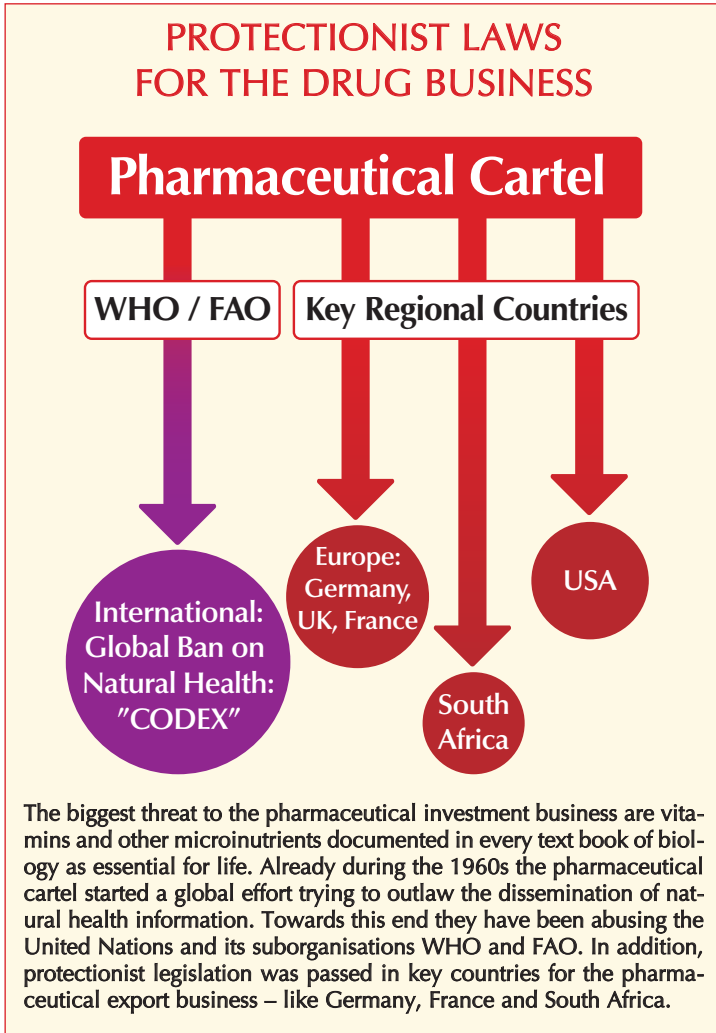 PROTECTIONIST LAWS
FOR THE DRUG BUSINESS
Pharmaceutical Cartel
WHO / FAO
Key Regional Countries
International:
Global Ban on
Natural Health:
"CODEX"
Europe:
Germany,
UK, France
South
Africa
USA
The biggest threat to the pharmaceutical investment business are vita-
mins and other microinutrients documented in every text book of biol-
ogy as essential for life. Already during the 1960s the pharmaceutical
cartel started a global effort trying to outlaw the dissemination of nat-
ural health information. Towards this end they have been abusing the
United Nations and its suborganisations WHO and FAO. In addition,
protectionist legislation was passed in key countries for the pharma-
ceutical export business – like Germany, France and South Africa.